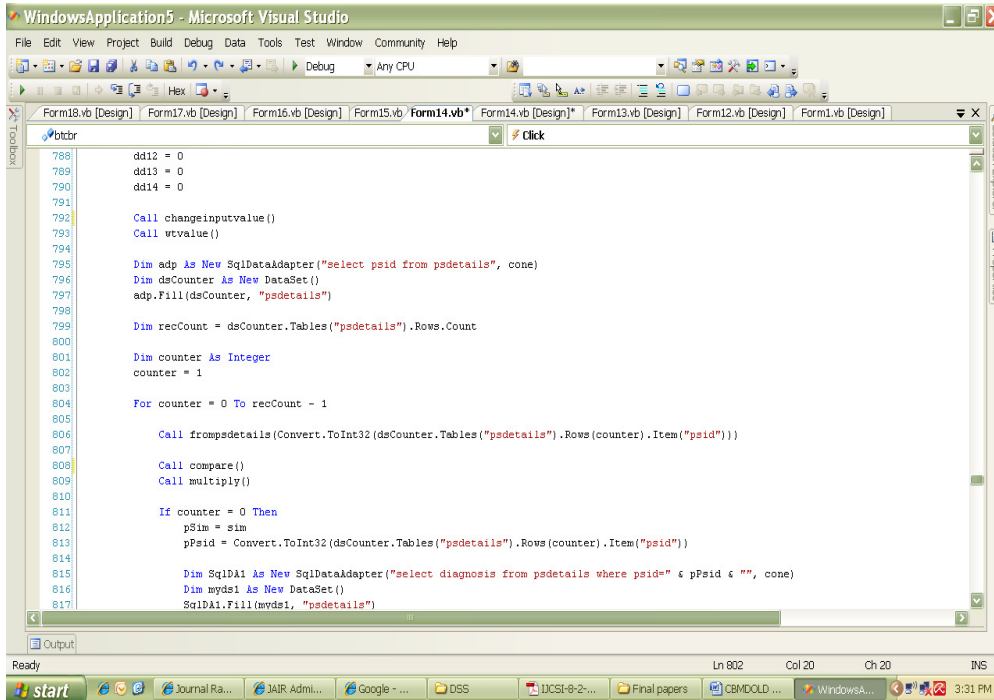 WindowsApplication5 - Microsoft Visual Studio
File Edit View Project Build Debug Data Tools Test Window Community Help
Debug Any CPU
Hex
Toolbox
Form18.vb [Design] Form17.vb [Design] Form16.vb [Design] Form15.vb Form14.vb* Form14.vb [Design]* Form13.vb [Design] Form12.vb [Design] Form1.vb [Design]
btcbr Click
788 dd12 = 0
789 dd13 = 0
790 dd14 = 0
791
792 Call changeinputvalue()
793 Call wtvalue()
794
795 Dim adp As New SqlDataAdapter("select psid from psdetails", cone)
796 Dim dsCounter As New DataSet()
797 adp.Fill(dsCounter, "psdetails")
798
799 Dim recCount = dsCounter.Tables("psdetails").Rows.Count
800
801 Dim counter As Integer
802 counter = 1
803
804 For counter = 0 To recCount - 1
805
806 Call frompsdetails(Convert.ToInt32(dsCounter.Tables("psdetails").Rows(counter).Item("psid")))
807
808 Call compare()
809 Call multiply()
810
811 If counter = 0 Then
812 pSim = sim
813 pPsid = Convert.ToInt32(dsCounter.Tables("psdetails").Rows(counter).Item("psid"))
814
815 Dim SqlDA1 As New SqlDataAdapter("select diagnosis from psdetails where psid=" & pPsid & "", cone)
816 Dim myds1 As New DataSet()
817 SqlDA1.Fill(myds1, "psdetails")
Output
Ready Ln 802 Col 20 Ch 20 INS
start Journal Ra... JAIR Admi... Google - ... DSS IJCSI-8-2-... Final papers CBMDOLD ... WindowsA... 3:31 PM